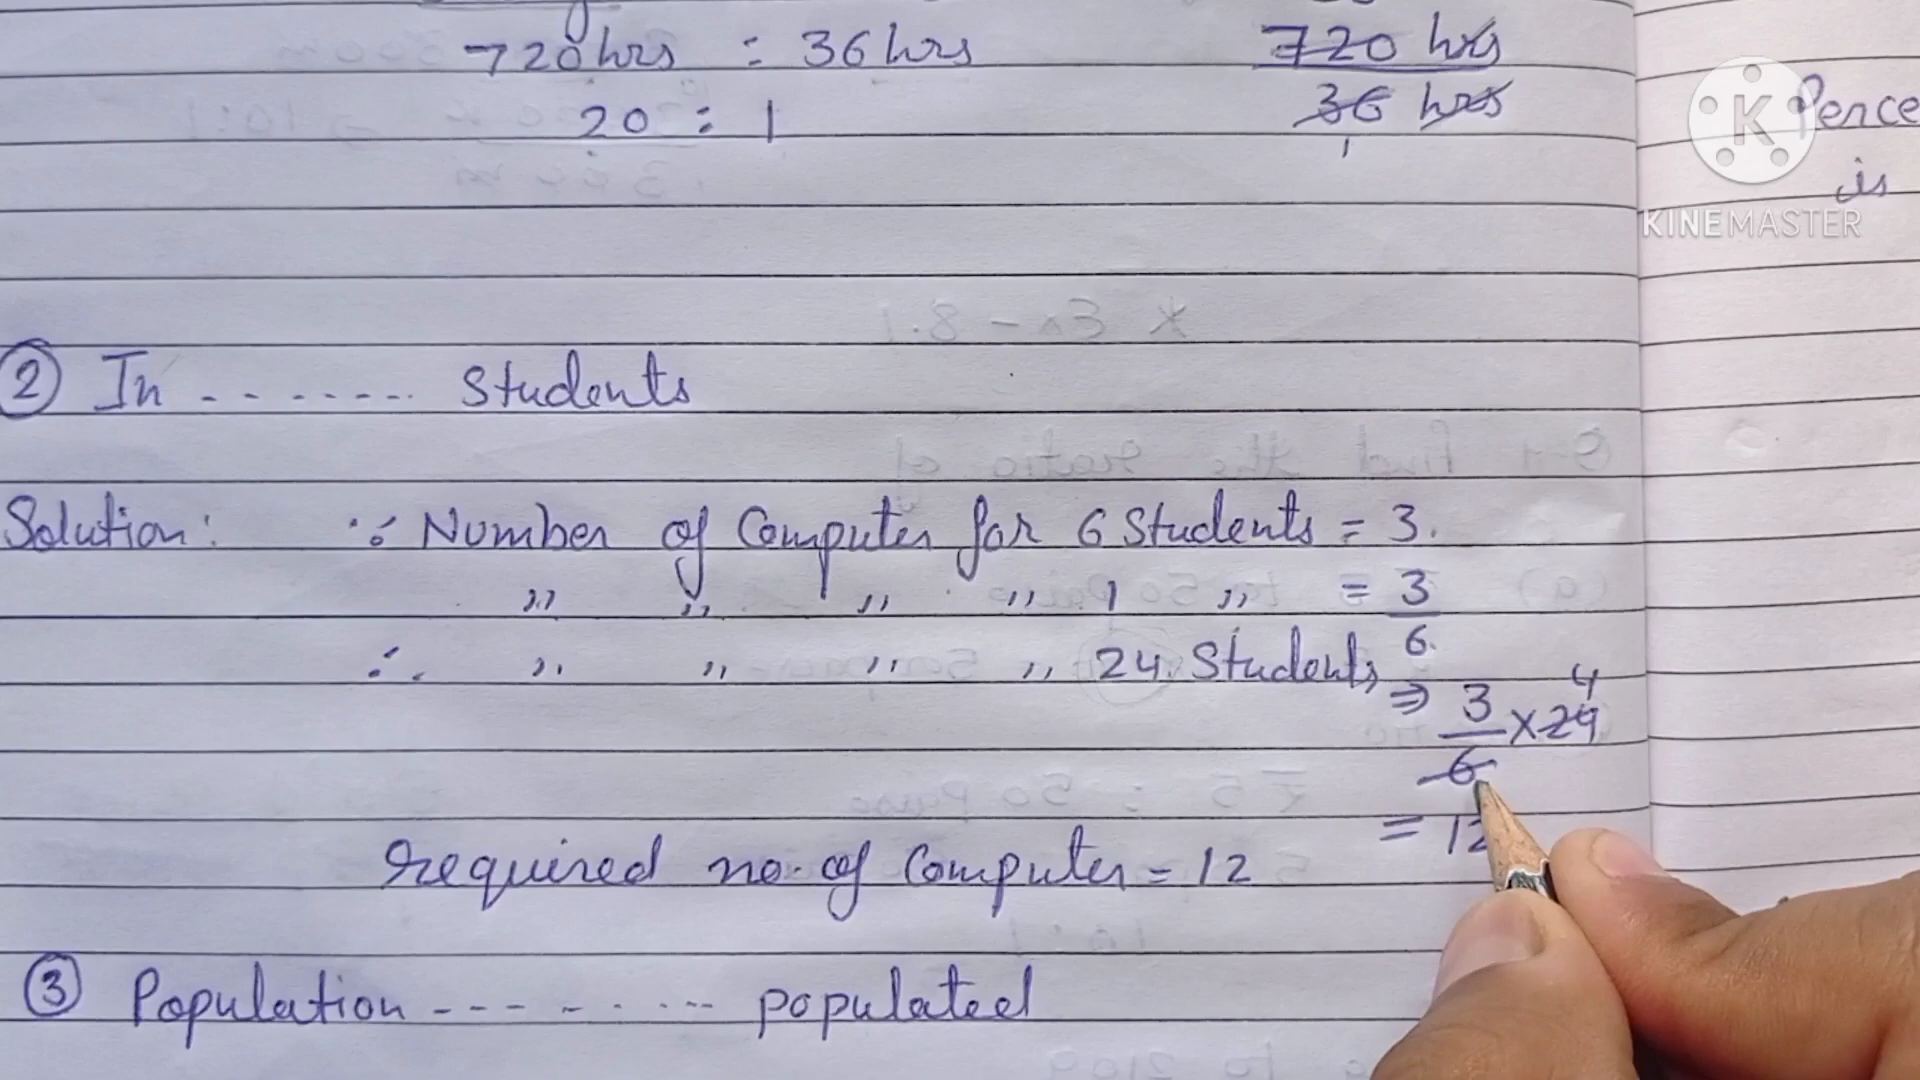 720 hrs : 36 hrs
20 : 1
720 hrs
36 hrs
1
Perce
is
K
KINEMASTER
② In ....... Students
Solution: ∵ Number of Computer for 6 Students = 3.
,, ,, ,, ,, 1 ,, = 3/6.
∴ ,, ,, ,, ,, 24 Students ⇒ 3/6 × 24 4
= 12
required no. of Computer = 12
③ Population ------- populated